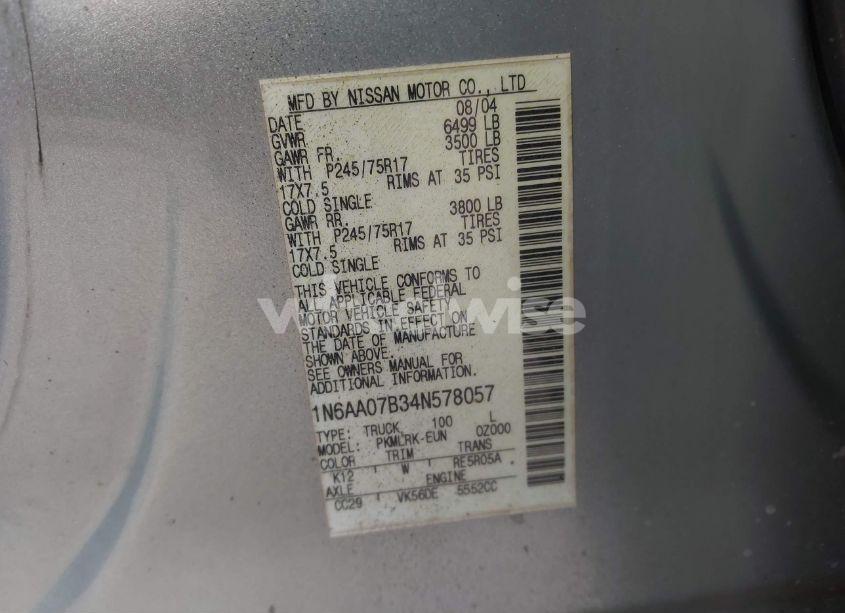 MFD BY NISSAN MOTOR CO., LTD
DATE 08/04
GVWR 6499 LB
GAWR FR. 3500 LB
WITH P245/75R17 TIRES
17X7.5 RIMS AT 35 PSI
COLD SINGLE
GAWR RR. 3800 LB
WITH P245/75R17 TIRES
17X7.5 RIMS AT 35 PSI
COLD SINGLE
THIS VEHICLE CONFORMS TO
ALL APPLICABLE FEDERAL
MOTOR VEHICLE SAFETY
STANDARDS IN EFFECT ON
THE DATE OF MANUFACTURE
SHOWN ABOVE.
SEE OWNERS MANUAL FOR
ADDITIONAL INFORMATION.
1N6AA07B34N578057
TYPE: TRUCK 100 L
MODEL: PKMLRK-EUN 0Z000
COLOR TRIM TRANS
K12 W RE5R05A
AXLE ENGINE
CC29 VK56DE 5552CC